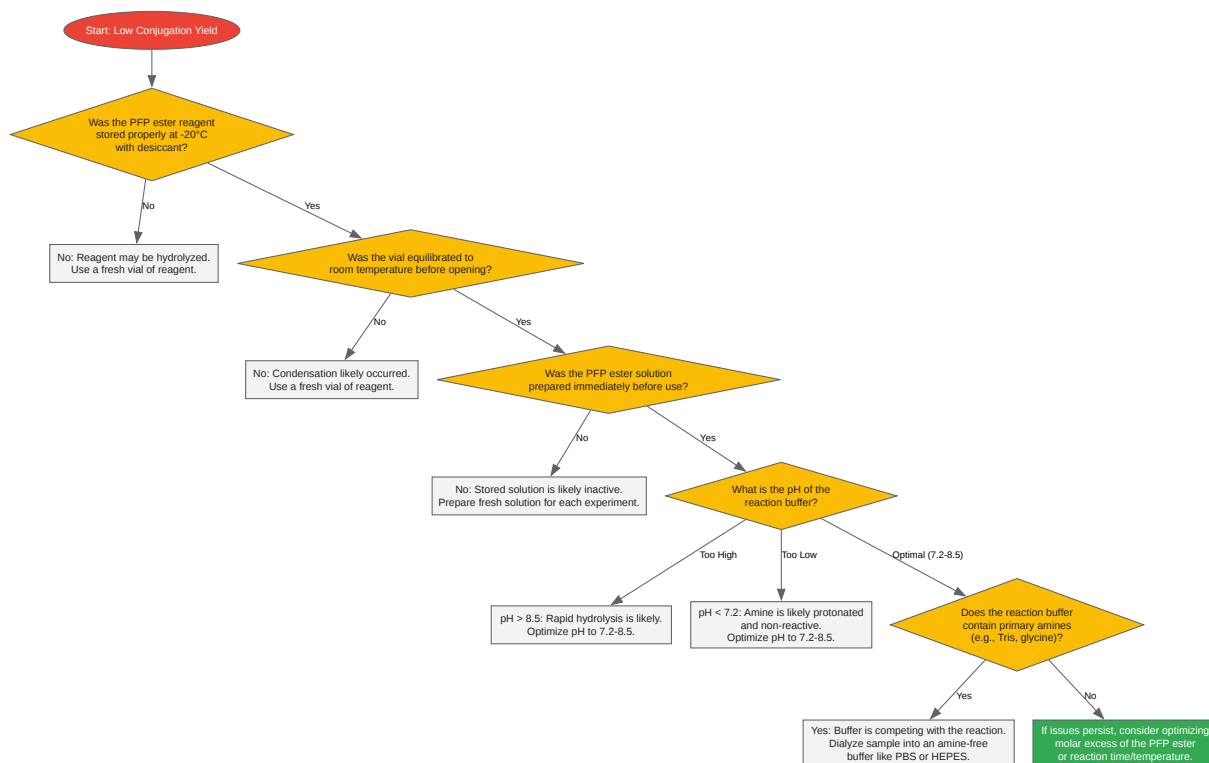 Start: Low Conjugation Yield
Was the PFP ester reagent
stored properly at -20°C
with desiccant?
No
Yes
No: Reagent may be hydrolyzed.
Use a fresh vial of reagent.
Was the vial equilibrated to
room temperature before opening?
No
Yes
No: Condensation likely occurred.
Use a fresh vial of reagent.
Was the PFP ester solution
prepared immediately before use?
No
Yes
No: Stored solution is likely inactive.
Prepare fresh solution for each experiment.
What is the pH of the
reaction buffer?
Too High
Too Low
Optimal (7.2-8.5)
pH > 8.5: Rapid hydrolysis is likely.
Optimize pH to 7.2-8.5.
pH < 7.2: Amine is likely protonated
and non-reactive.
Optimize pH to 7.2-8.5.
Does the reaction buffer
contain primary amines
(e.g., Tris, glycine)?
Yes
No
Yes: Buffer is competing with the reaction.
Dialyze sample into an amine-free
buffer like PBS or HEPES.
If issues persist, consider optimizing
molar excess of the PFP ester
or reaction time/temperature.